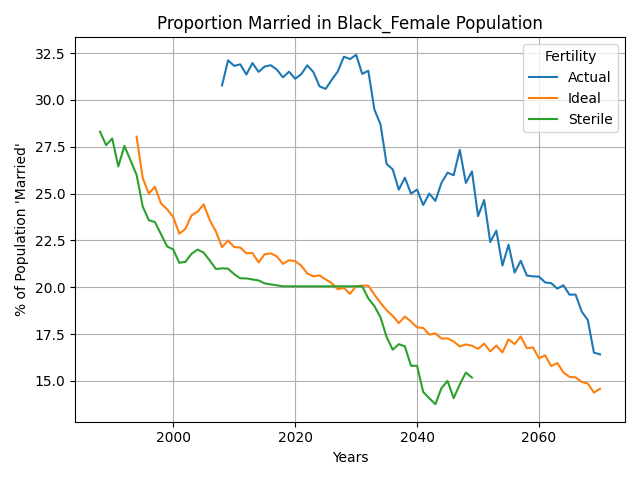 Proportion Married in Black_Female Population
% of Population 'Married'
32.5
30.0
27.5
25.0
22.5
20.0
17.5
15.0
Fertility
Actual
Ideal
Sterile
2000 2020 2040 2060
Years